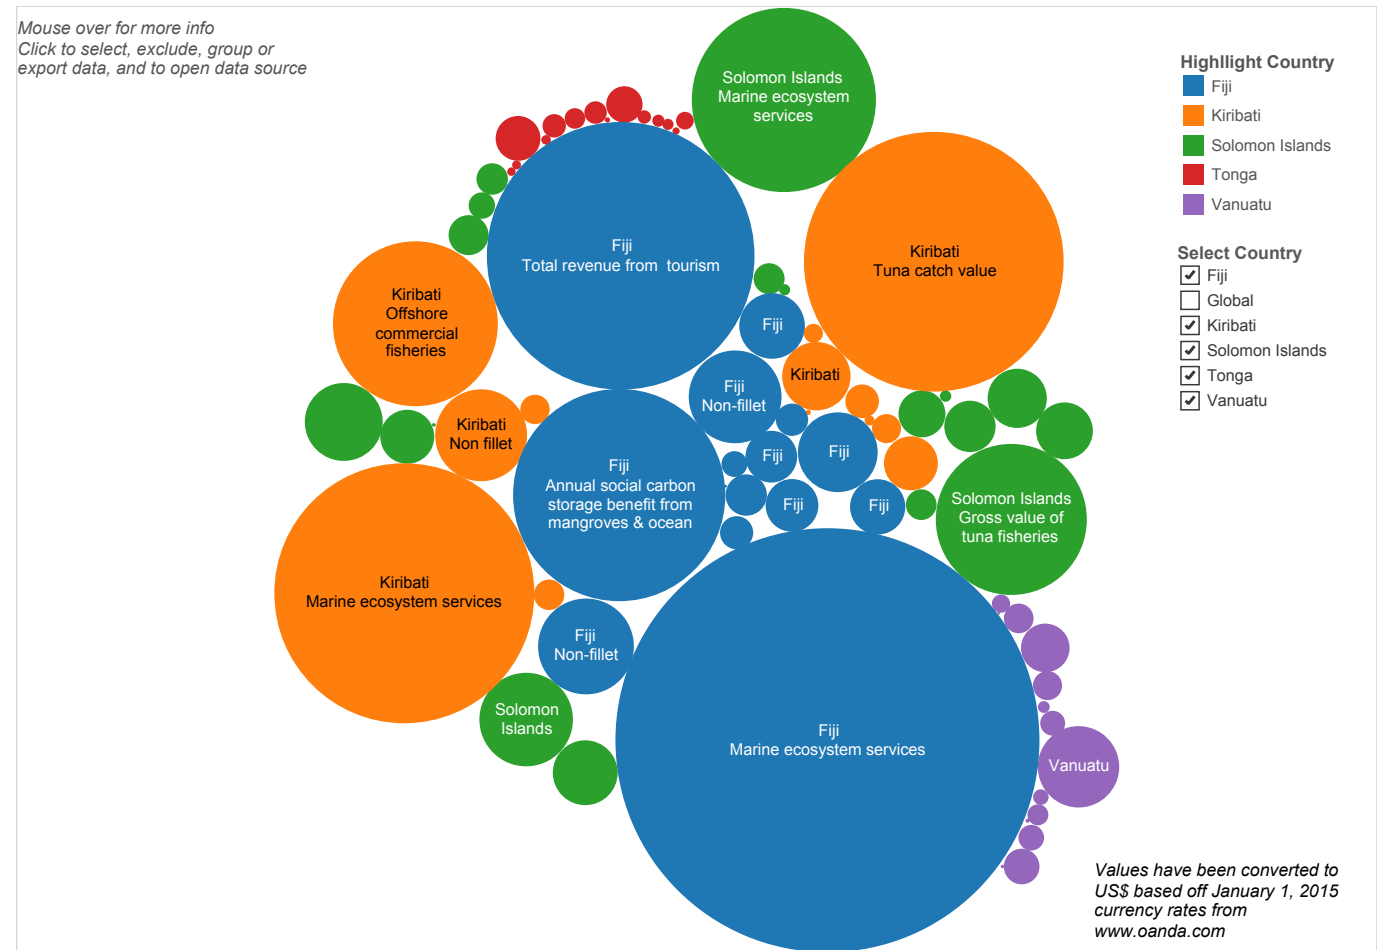 Mouse over for more info
Click to select, exclude, group or
export data, and to open data source
Solomon Islands
Marine ecosystem
services
Fiji
Total revenue from  tourism
Kiribati
Tuna catch value
Kiribati
Offshore
commercial
fisheries
Fiji
Kiribati
Fiji
Non-fillet
Kiribati
Non fillet
Fiji
Fiji
Fiji
Annual social carbon
storage benefit from
mangroves & ocean
Fiji
Fiji
Solomon Islands
Gross value of
tuna fisheries
Kiribati
Marine ecosystem services
Fiji
Non-fillet
Solomon
Islands
Fiji
Marine ecosystem services
Vanuatu
Highllight Country
Fiji
Kiribati
Solomon Islands
Tonga
Vanuatu
Select Country
Fiji
Global
Kiribati
Solomon Islands
Tonga
Vanuatu
Values have been converted to
US$ based off January 1, 2015
currency rates from
www.oanda.com